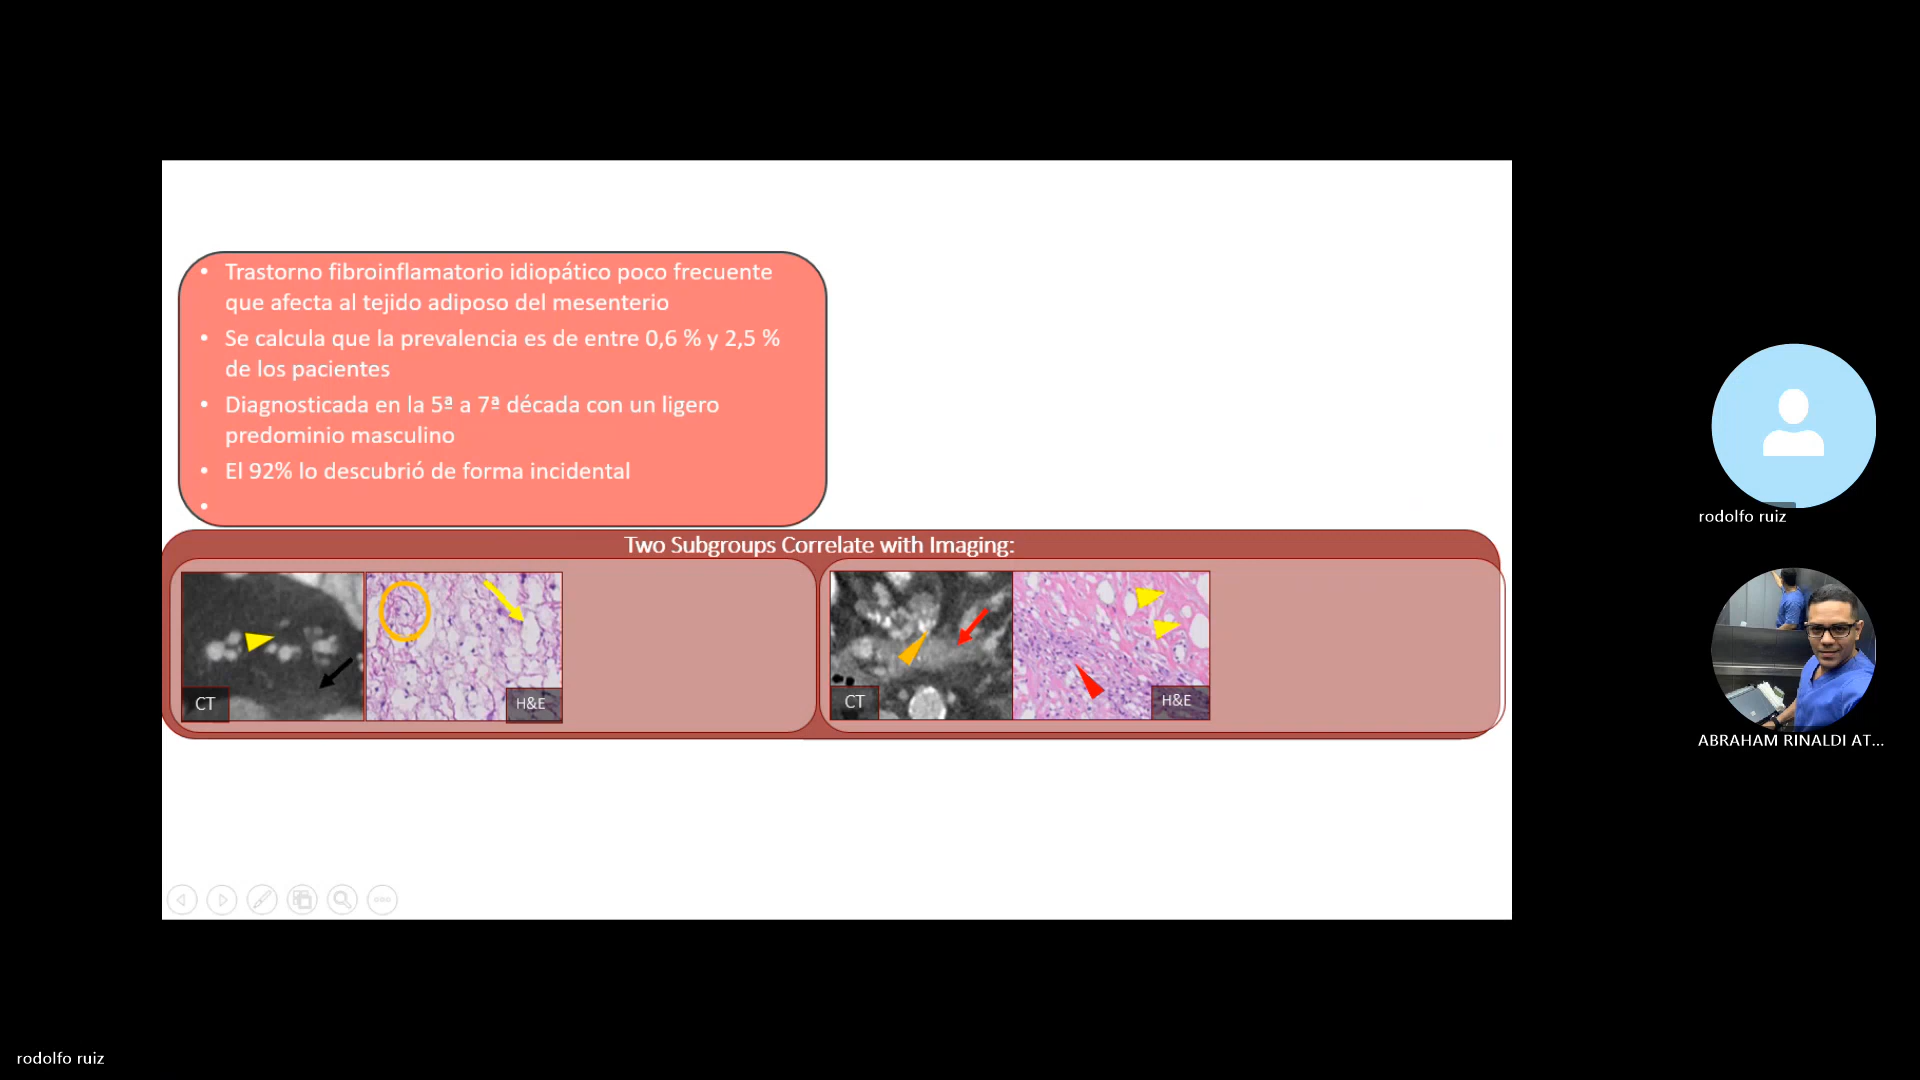 • Trastorno fibroinflamatorio idiopático poco frecuente
que afecta al tejido adiposo del mesenterio
• Se calcula que la prevalencia es de entre 0,6 % y 2,5 %
de los pacientes
• Diagnosticada en la 5ª a 7ª década con un ligero
predominio masculino
• El 92% lo descubrió de forma incidental
•
Two Subgroups Correlate with Imaging:
CT
H&E
CT
H&E
rodolfo ruiz
ABRAHAM RINALDI AT...
rodolfo ruiz